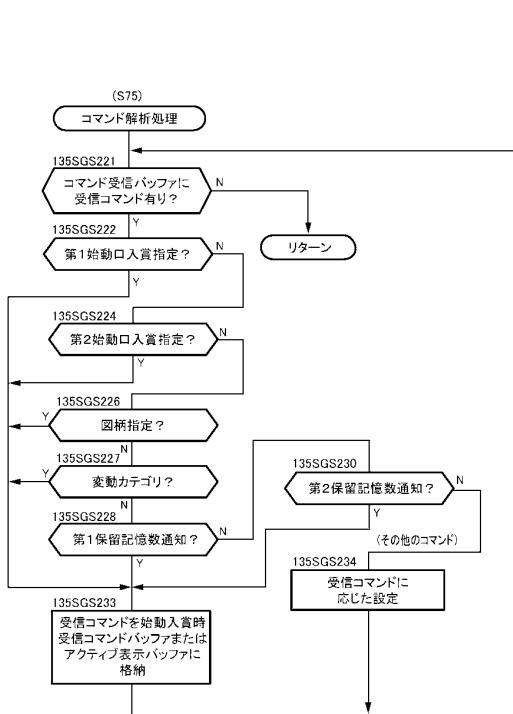 (S75)
コマンド解析処理
135SGS221
コマンド受信バッファに
受信コマンド有り？
N
Y
リターン
135SGS222
第1始動口入賞指定？
N
Y
135SGS224
第2始動口入賞指定？
N
Y
135SGS226
図柄指定？
Y
N
135SGS227
変動カテゴリ？
Y
N
135SGS228
第1保留記憶数通知？
N
Y
135SGS230
第2保留記憶数通知？
N
Y
(その他のコマンド)
135SGS234
受信コマンドに
応じた設定
135SGS233
受信コマンドを始動入賞時
受信コマンドバッファまたは
アクティブ表示バッファに
格納